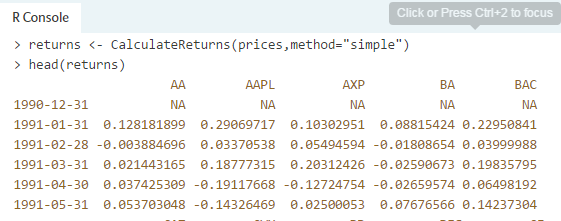 Click or Press Ctrl+2 to focus
R Console
> returns <- CalculateReturns(prices,method="simple")
> head(returns)
AA AAPL AXP BA BAC
1990-12-31 NA NA NA NA NA
1991-01-31 0.128181899 0.29069717 0.10302951 0.08815424 0.22950841
1991-02-28 -0.003884696 0.03370538 0.05494594 -0.01808654 0.03999988
1991-03-31 0.021443165 0.18777315 0.20312426 -0.02590673 0.19835795
1991-04-30 0.037425309 -0.19117668 -0.12724754 -0.02659574 0.06498192
1991-05-31 0.053703048 -0.14326469 0.02500053 0.07676566 0.14237304